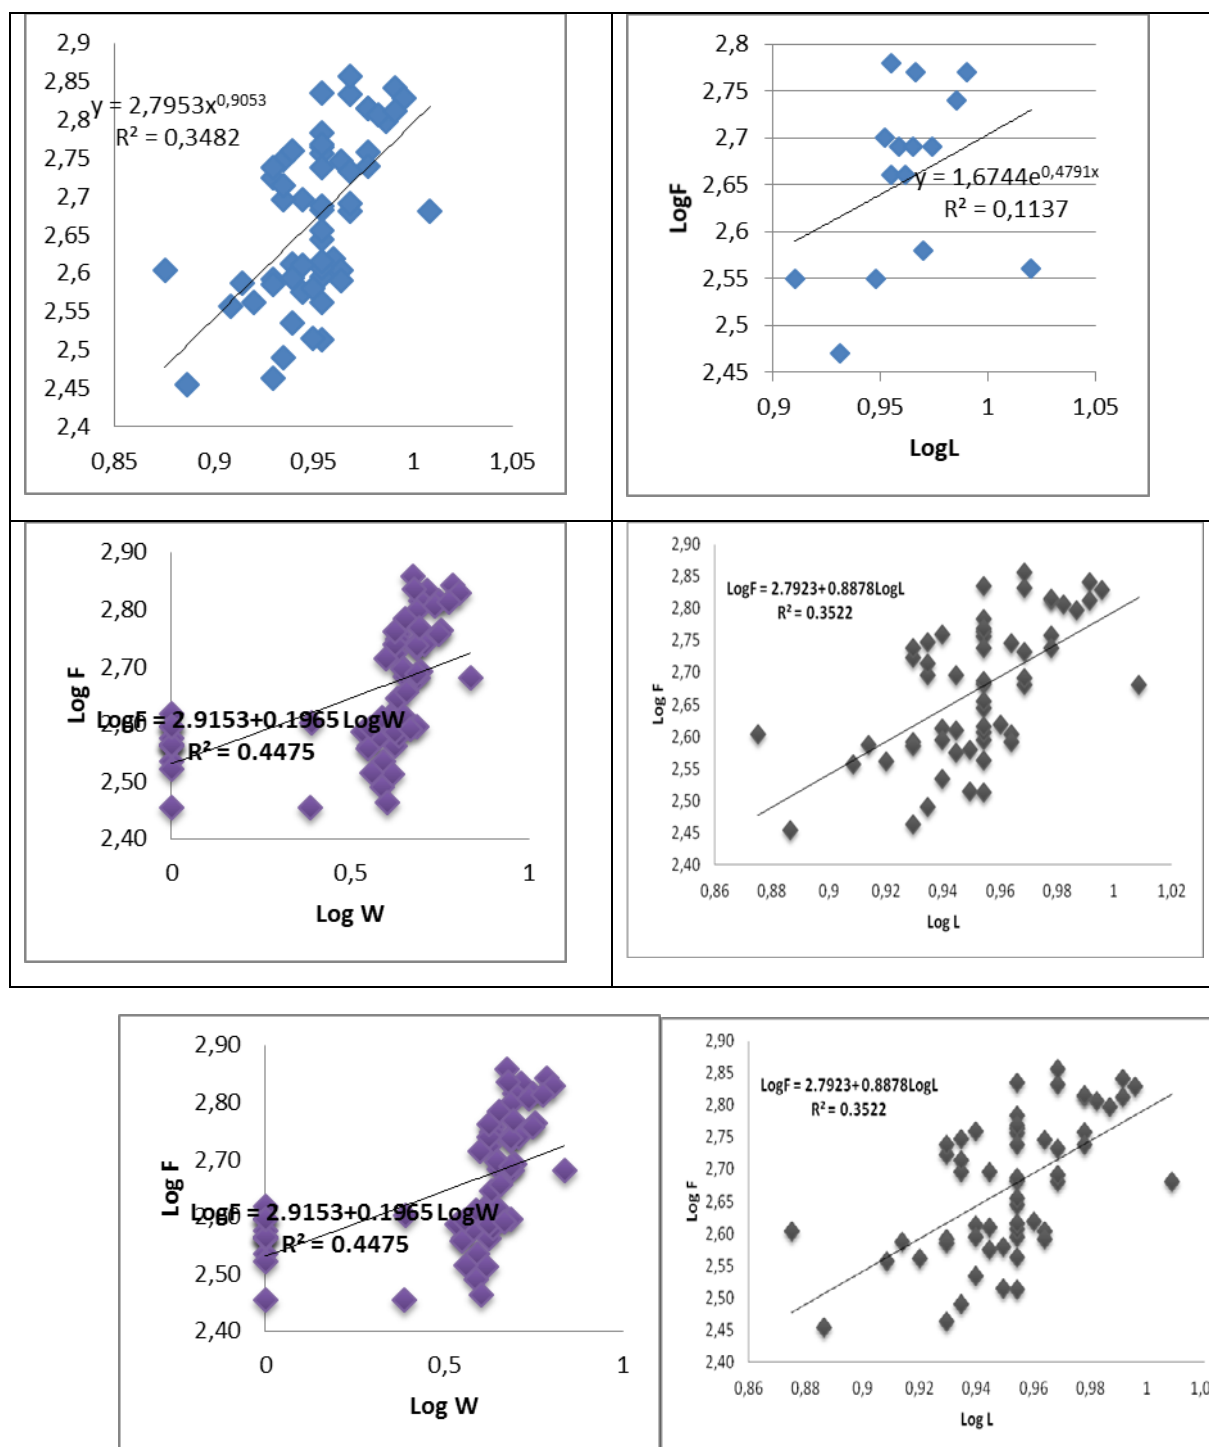 2,9
2,85
2,8
2,75
2,7
2,65
2,6
2,55
2,5
2,45
2,4
y = 2,7953x^0,9053
R² = 0,3482
0,85 0,9 0,95 1 1,05
2,8
2,75
2,7
2,65
2,6
2,55
2,5
2,45
LogF
y = 1,6744e^0,4791x
R² = 0,1137
0,9 0,95 1 1,05
LogL
2,90
2,80
2,70
2,60
2,50
2,40
Log F
LogF = 2.9153+0.1965LogW
R² = 0.4475
0 0,5 1
Log W
2,90
2,85
2,80
2,75
2,70
2,65
2,60
2,55
2,50
2,45
2,40
Log F
LogF = 2.7923+0.8878LogL
R² = 0.3522
0,86 0,88 0,9 0,92 0,94 0,96 0,98 1 1,02
Log L
2,90
2,80
2,70
2,60
2,50
2,40
Log F
LogF = 2.9153+0.1965LogW
R² = 0.4475
0 0,5 1
Log W
2,90
2,85
2,80
2,75
2,70
2,65
2,60
2,55
2,50
2,45
2,40
Log F
LogF = 2.7923+0.8878LogL
R² = 0.3522
0,86 0,88 0,90 0,92 0,94 0,96 0,98 1 1,0
Log L